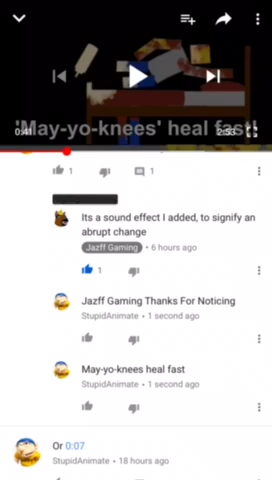 'May-yo-knees' heal fast!
0:41
2:53
1
1
Its a sound effect I added, to signify an
abrupt change
Jazff Gaming • 6 hours ago
1
Jazff Gaming Thanks For Noticing
StupidAnimate • 1 second ago
May-yo-knees heal fast
StupidAnimate • 1 second ago
Or 0:07
StupidAnimate • 18 hours ago